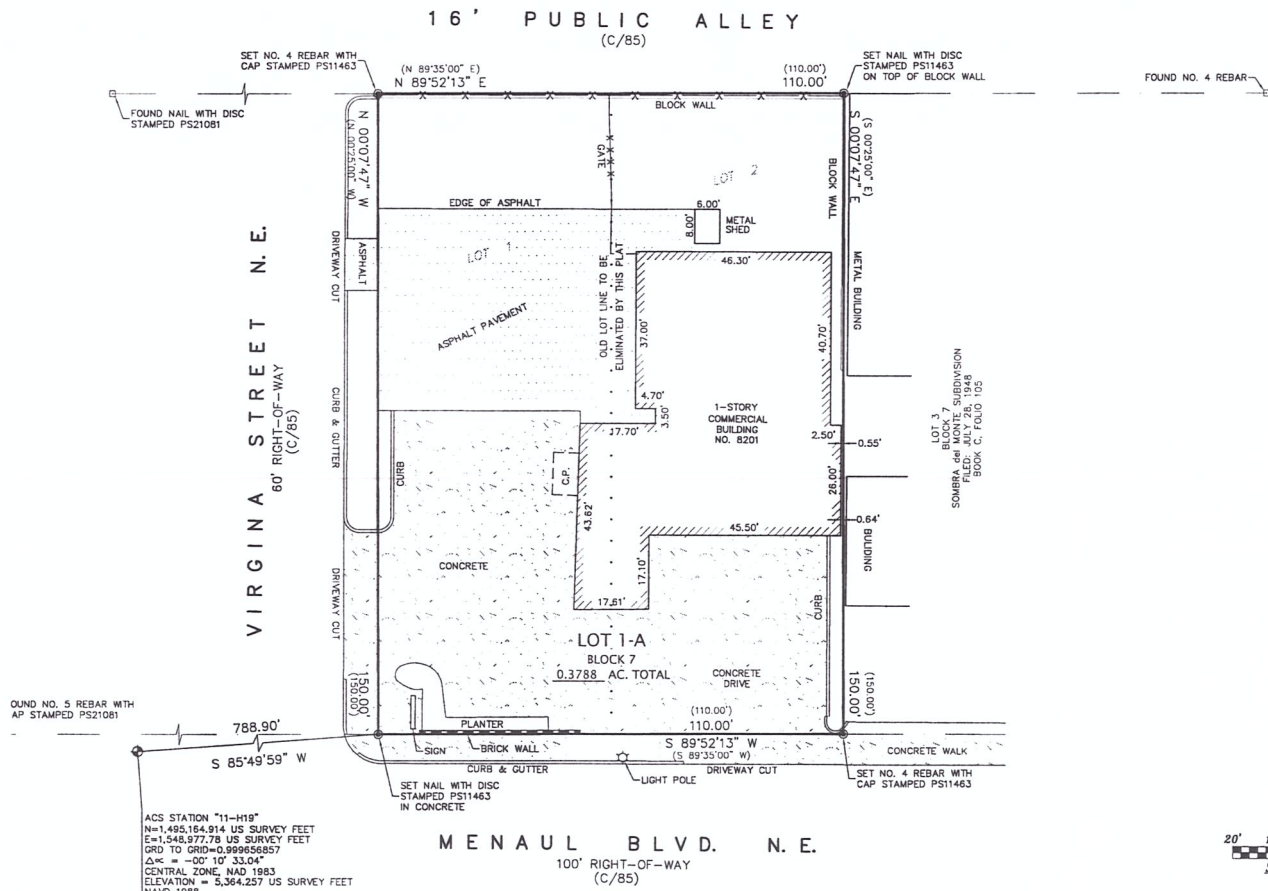 16' PUBLIC ALLEY
(C/85)
SET NO. 4 REBAR WITH
CAP STAMPED PS11463
(N 89°35'00" E)
N 89°52'13" E
(110.00')
110.00'
SET NAIL WITH DISC
STAMPED PS11463
ON TOP OF BLOCK WALL
FOUND NO. 4 REBAR
FOUND NAIL WITH DISC
STAMPED PS21081
BLOCK WALL
N 00°07'47" W
(N 00°25'00" W)
GATE
LOT 2
S 00°07'47" E
(S 00°25'00" E)
BLOCK WALL
EDGE OF ASPHALT
6.00'
8.00'
METAL
SHED
LOT 1
DRIVEWAY CUT
ASPHALT
OLD LOT LINE TO BE
ELIMINATED BY THIS PLAT
46.30'
METAL BUILDING
ASPHALT PAVEMENT
37.00'
40.70'
VIRGINA STREET N.E.
60' RIGHT-OF-WAY
(C/85)
CURB & GUTTER
4.70'
3.50'
17.70'
1-STORY
COMMERCIAL
BUILDING
NO. 8201
2.50'
0.55'
LOT 3
BLOCK 7
SOMBRA del MONTE SUBDIVISION
FILED: JULY 28, 1948
BOOK C, FOLIO 105
CURB
C.P.
43.62'
26.00'
0.64'
45.50'
BUILDING
CONCRETE
17.10'
17.61'
DRIVEWAY CUT
CURB
LOT 1-A
BLOCK 7
0.3788 AC. TOTAL
CONCRETE
DRIVE
150.00'
(150.00')
(150.00')
150.00'
OUND NO. 5 REBAR WITH
AP STAMPED PS21081
788.90'
S 85°49'59" W
PLANTER
(110.00')
110.00'
S 89°52'13" W
(S 89°35'00" W)
SIGN
BRICK WALL
CONCRETE WALK
CURB & GUTTER
LIGHT POLE
DRIVEWAY CUT
SET NAIL WITH DISC
STAMPED PS11463
IN CONCRETE
SET NO. 4 REBAR WITH
CAP STAMPED PS11463
ACS STATION "11-H19"
N=1,495,164.914 US SURVEY FEET
E=1,548,977.78 US SURVEY FEET
GRD TO GRID=0.999656857
Δ∝ = -00° 10' 33.04"
CENTRAL ZONE, NAD 1983
ELEVATION = 5,364.257 US SURVEY FEET
NAVD 1988
MENAUL BLVD. N.E.
100' RIGHT-OF-WAY
(C/85)
20'